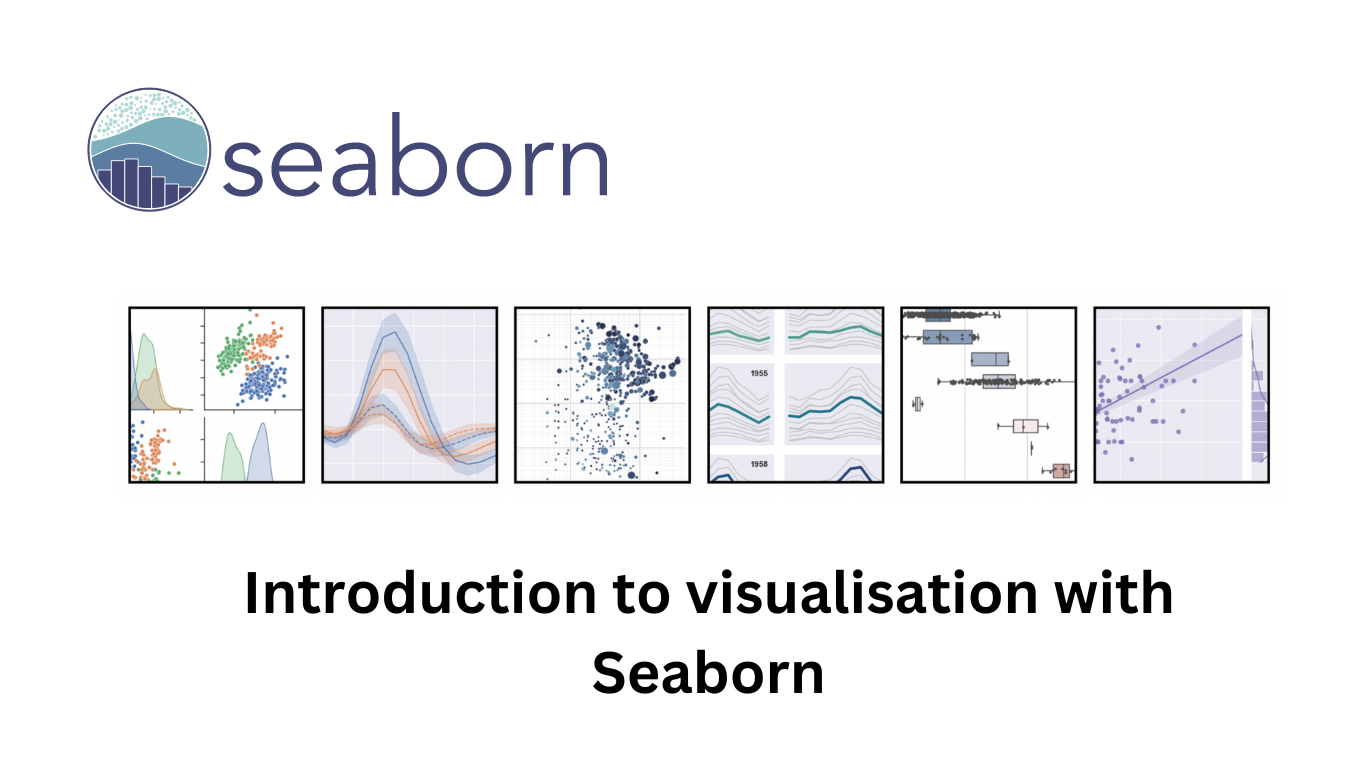 seaborn
1955
1958
Introduction to visualisation with
Seaborn